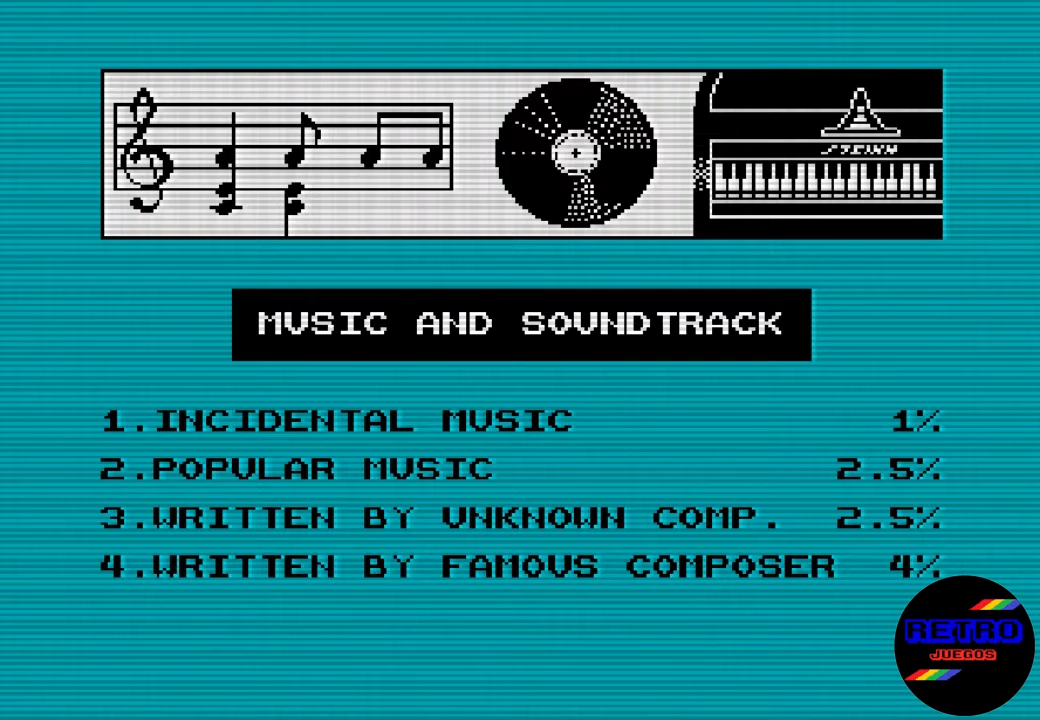 STEINN
MUSIC AND SOUNDTRACK
1.INCIDENTAL MUSIC 1%
2.POPULAR MUSIC 2.5%
3.WRITTEN BY UNKNOWN COMP. 2.5%
4.WRITTEN BY FAMOUS COMPOSER 4%
RETRO
JUEGOS